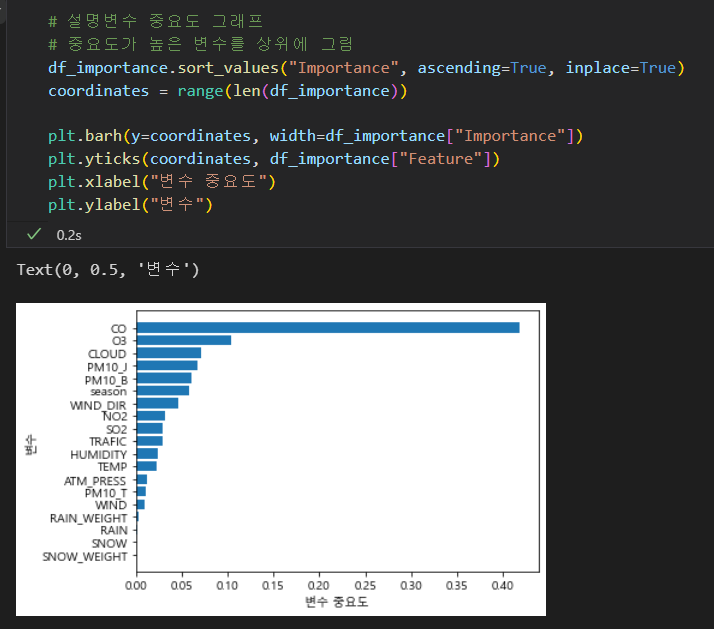 # 설명변수 중요도 그래프
# 중요도가 높은 변수를 상위에 그림
df_importance.sort_values("Importance", ascending=True, inplace=True)
coordinates = range(len(df_importance))
plt.barh(y=coordinates, width=df_importance["Importance"])
plt.yticks(coordinates, df_importance["Feature"])
plt.xlabel("변수 중요도")
plt.ylabel("변수")
0.2s
Text(0, 0.5, '변수')
CO
O3
CLOUD
PM10_J
PM10_B
season
WIND_DIR
NO2
SO2
TRAFIC
HUMIDITY
TEMP
ATM_PRESS
PM10_T
WIND
RAIN_WEIGHT
RAIN
SNOW
SNOW_WEIGHT
변수
0.00 0.05 0.10 0.15 0.20 0.25 0.30 0.35 0.40
변수 중요도